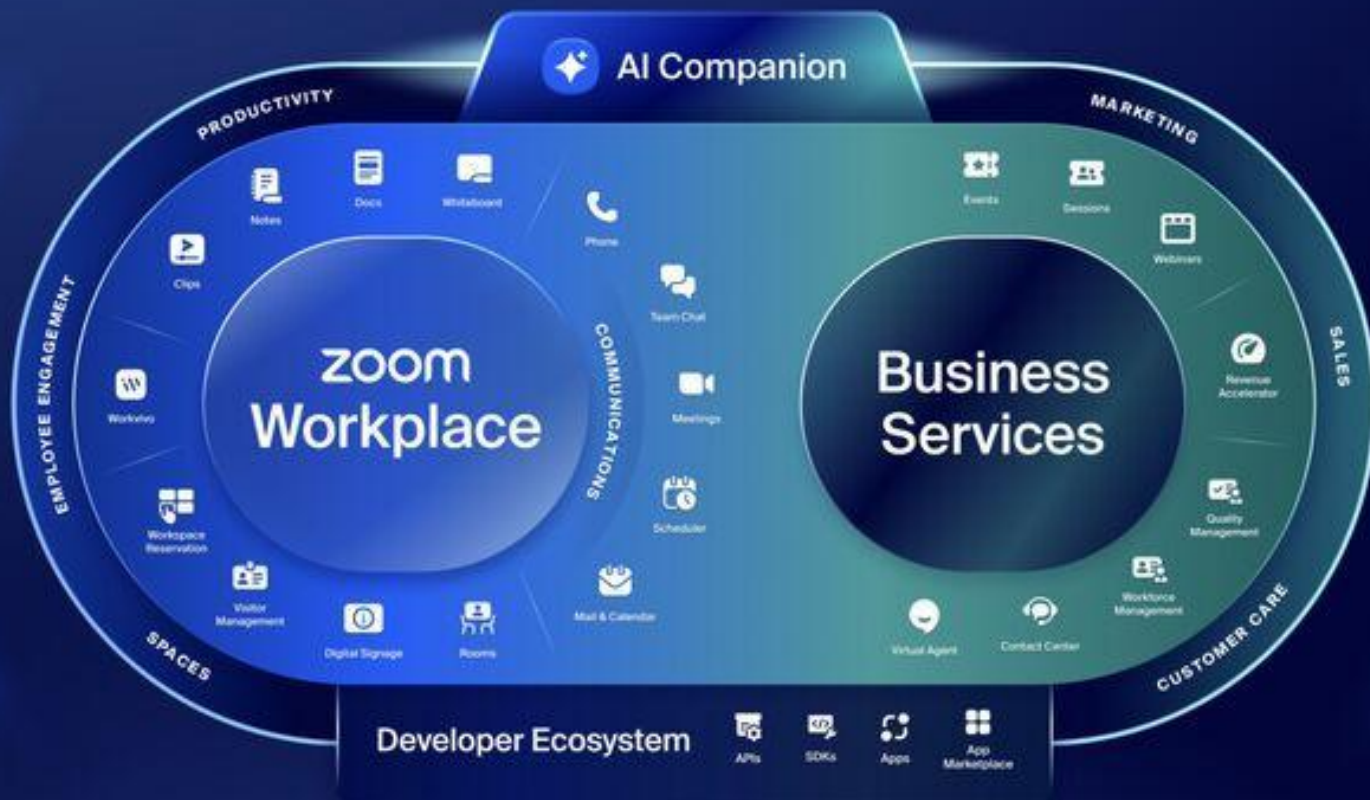 AI Companion
PRODUCTIVITY
MARKETING
EMPLOYEE ENGAGEMENT
SALES
SPACES
CUSTOMER CARE
COMMUNICATIONS
zoom
Workplace
Notes
Docs
Whiteboard
Clips
Workvivo
Workspace
Reservation
Visitor
Management
Digital Signage
Rooms
Phone
Team Chat
Meetings
Scheduler
Mail & Calendar
Business
Services
Events
Sessions
Webinars
Revenue
Accelerator
Quality
Management
Workforce
Management
Contact Center
Virtual Agent
Developer Ecosystem
APIs
SDKs
Apps
App
Marketplace